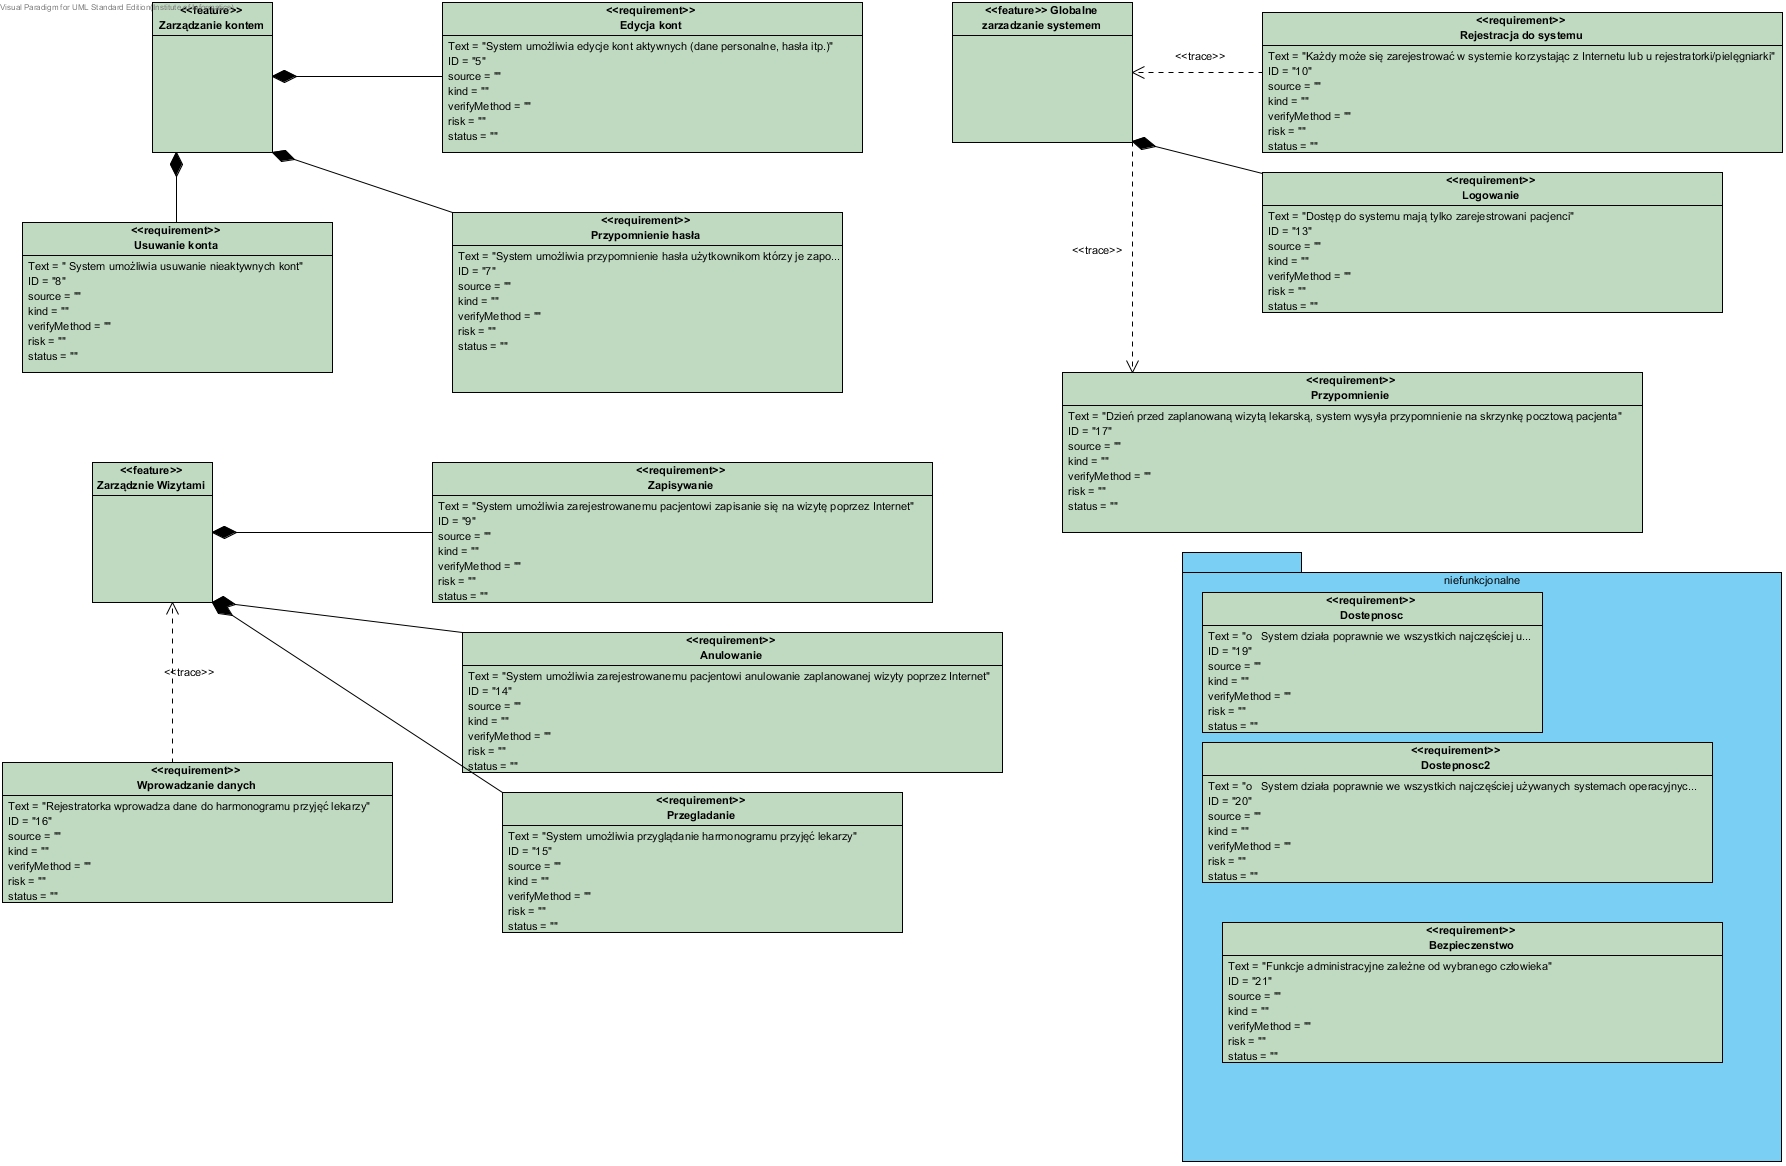 Visual Paradigm for UML Standard Edition(Institute of
<<feature>>
Zarządzanie kontem
<<requirement>>
Edycja kont
Text = "System umożliwia edycje kont aktywnych (dane personalne, hasła itp.)"
ID = "5"
source = ""
kind = ""
verifyMethod = ""
risk = ""
status = ""
<<feature>> Globalne
zarzadzanie systemem
<<trace>>
<<requirement>>
Rejestracja do systemu
Text = "Każdy może się zarejestrować w systemie korzystając z Internetu lub u rejestratorki/pielęgniarki"
ID = "10"
source = ""
kind = ""
verifyMethod = ""
risk = ""
status = ""
<<requirement>>
Logowanie
Text = "Dostęp do systemu mają tylko zarejestrowani pacjenci"
ID = "13"
source = ""
kind = ""
verifyMethod = ""
risk = ""
status = ""
<<requirement>>
Usuwanie konta
Text = " System umożliwia usuwanie nieaktywnych kont"
ID = "8"
source = ""
kind = ""
verifyMethod = ""
risk = ""
status = ""
<<requirement>>
Przypomnienie hasła
Text = "System umożliwia przypomnienie hasła użytkownikom którzy je zapo...
ID = "7"
source = ""
kind = ""
verifyMethod = ""
risk = ""
status = ""
<<trace>>
<<requirement>>
Przypomnienie
Text = "Dzień przed zaplanowaną wizytą lekarską, system wysyła przypomnienie na skrzynkę pocztową pacjenta"
ID = "17"
source = ""
kind = ""
verifyMethod = ""
risk = ""
status = ""
<<feature>>
Zarządznie Wizytami
<<requirement>>
Zapisywanie
Text = "System umożliwia zarejestrowanemu pacjentowi zapisanie się na wizytę poprzez Internet"
ID = "9"
source = ""
kind = ""
verifyMethod = ""
risk = ""
status = ""
<<trace>>
<<requirement>>
Anulowanie
Text = "System umożliwia zarejestrowanemu pacjentowi anulowanie zaplanowanej wizyty poprzez Internet"
ID = "14"
source = ""
kind = ""
verifyMethod = ""
risk = ""
status = ""
<<requirement>>
Wprowadzanie danych
Text = "Rejestratorka wprowadza dane do harmonogramu przyjęć lekarzy"
ID = "16"
source = ""
kind = ""
verifyMethod = ""
risk = ""
status = ""
<<requirement>>
Przegladanie
Text = "System umożliwia przyglądanie harmonogramu przyjęć lekarzy"
ID = "15"
source = ""
kind = ""
verifyMethod = ""
risk = ""
status = ""
niefunkcjonalne
<<requirement>>
Dostepnosc
Text = "o   System działa poprawnie we wszystkich najczęściej u...
ID = "19"
source = ""
kind = ""
verifyMethod = ""
risk = ""
status = ""
<<requirement>>
Dostepnosc2
Text = "o   System działa poprawnie we wszystkich najczęściej używanych systemach operacyjnyc...
ID = "20"
source = ""
kind = ""
verifyMethod = ""
risk = ""
status = ""
<<requirement>>
Bezpieczenstwo
Text = "Funkcje administracyjne zależne od wybranego człowieka"
ID = "21"
source = ""
kind = ""
verifyMethod = ""
risk = ""
status = ""